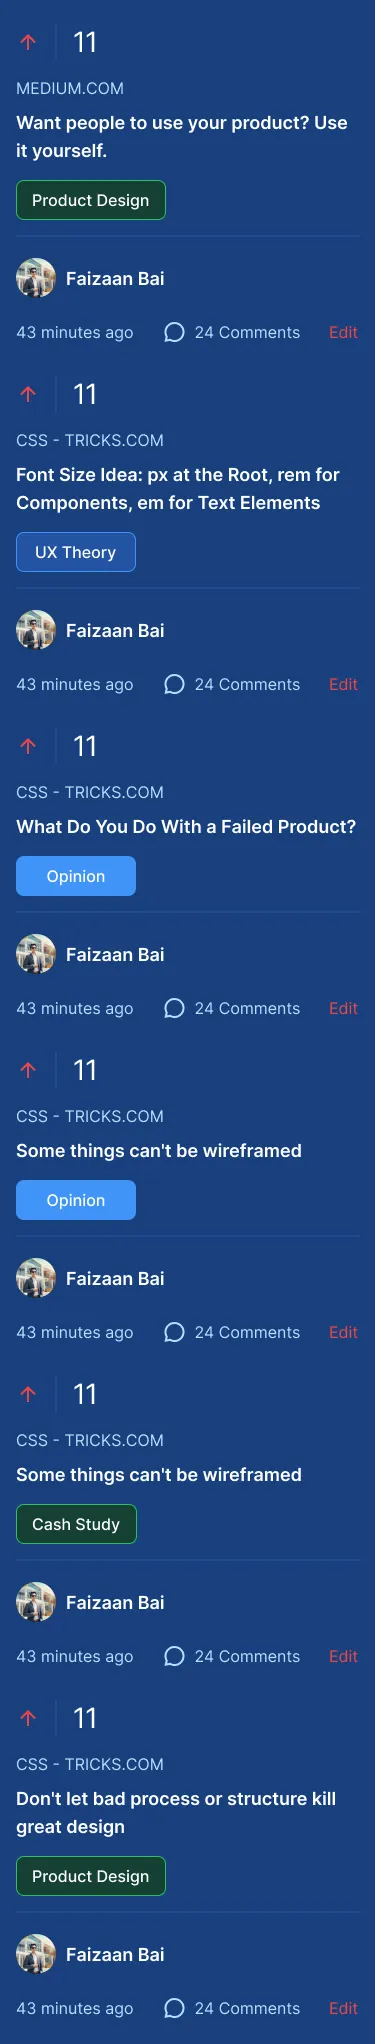 11
MEDIUM.COM
Want people to use your product? Use
it yourself.
Product Design
Faizaan Bai
43 minutes ago 24 Comments Edit
11
CSS - TRICKS.COM
Font Size Idea: px at the Root, rem for
Components, em for Text Elements
UX Theory
Faizaan Bai
43 minutes ago 24 Comments Edit
11
CSS - TRICKS.COM
What Do You Do With a Failed Product?
Opinion
Faizaan Bai
43 minutes ago 24 Comments Edit
11
CSS - TRICKS.COM
Some things can't be wireframed
Opinion
Faizaan Bai
43 minutes ago 24 Comments Edit
11
CSS - TRICKS.COM
Some things can't be wireframed
Cash Study
Faizaan Bai
43 minutes ago 24 Comments Edit
11
CSS - TRICKS.COM
Don't let bad process or structure kill
great design
Product Design
Faizaan Bai
43 minutes ago 24 Comments Edit